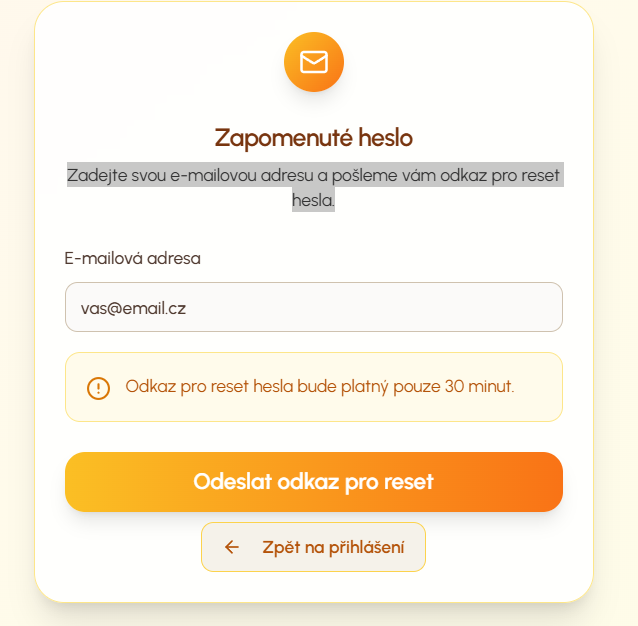 Zapomenuté heslo
Zadejte svou e-mailovou adresu a pošleme vám odkaz pro reset
hesla.
E-mailová adresa
vas@email.cz
Odkaz pro reset hesla bude platný pouze 30 minut.
Odeslat odkaz pro reset
Zpět na přihlášení